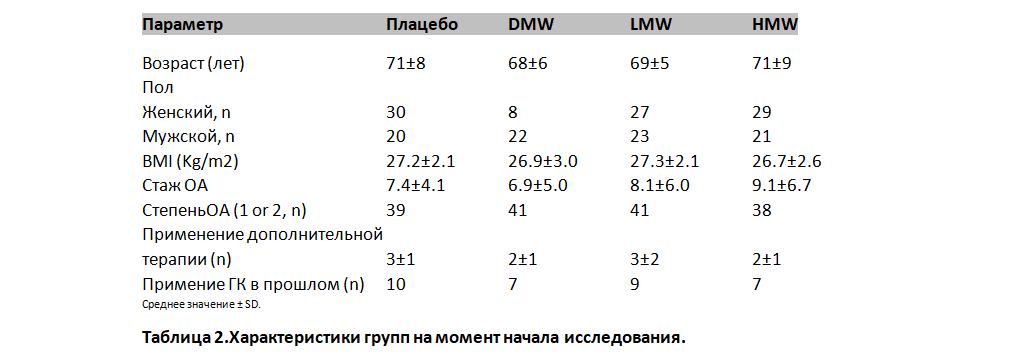 Параметр Плацебо DMW LMW HMW
Возраст (лет) 71±8 68±6 69±5 71±9
Пол
Женский, n 30 8 27 29
Мужской, n 20 22 23 21
BMI (Kg/m2) 27.2±2.1 26.9±3.0 27.3±2.1 26.7±2.6
Стаж ОА 7.4±4.1 6.9±5.0 8.1±6.0 9.1±6.7
СтепеньОА (1 or 2, n) 39 41 41 38
Применение дополнительной
терапии (n) 3±1 2±1 3±2 2±1
Примение ГК в прошлом (n) 10 7 9 7
Среднее значение ± SD.
Таблица 2.Характеристики групп на момент начала исследования.